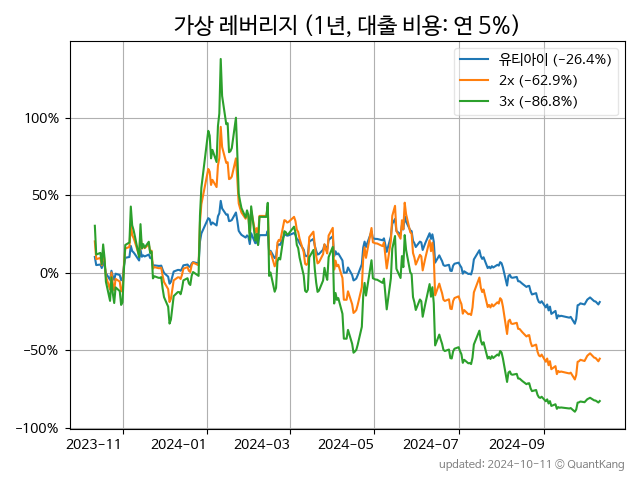 가상 레버리지 (1년, 대출 비용: 연 5%)
유티아이 (−26.4%)
2x (−62.9%)
3x (−86.8%)
100%
50%
0%
−50%
−100%
2023-11
2024-01
2024-03
2024-05
2024-07
2024-09
updated: 2024-10-11 © QuantKang